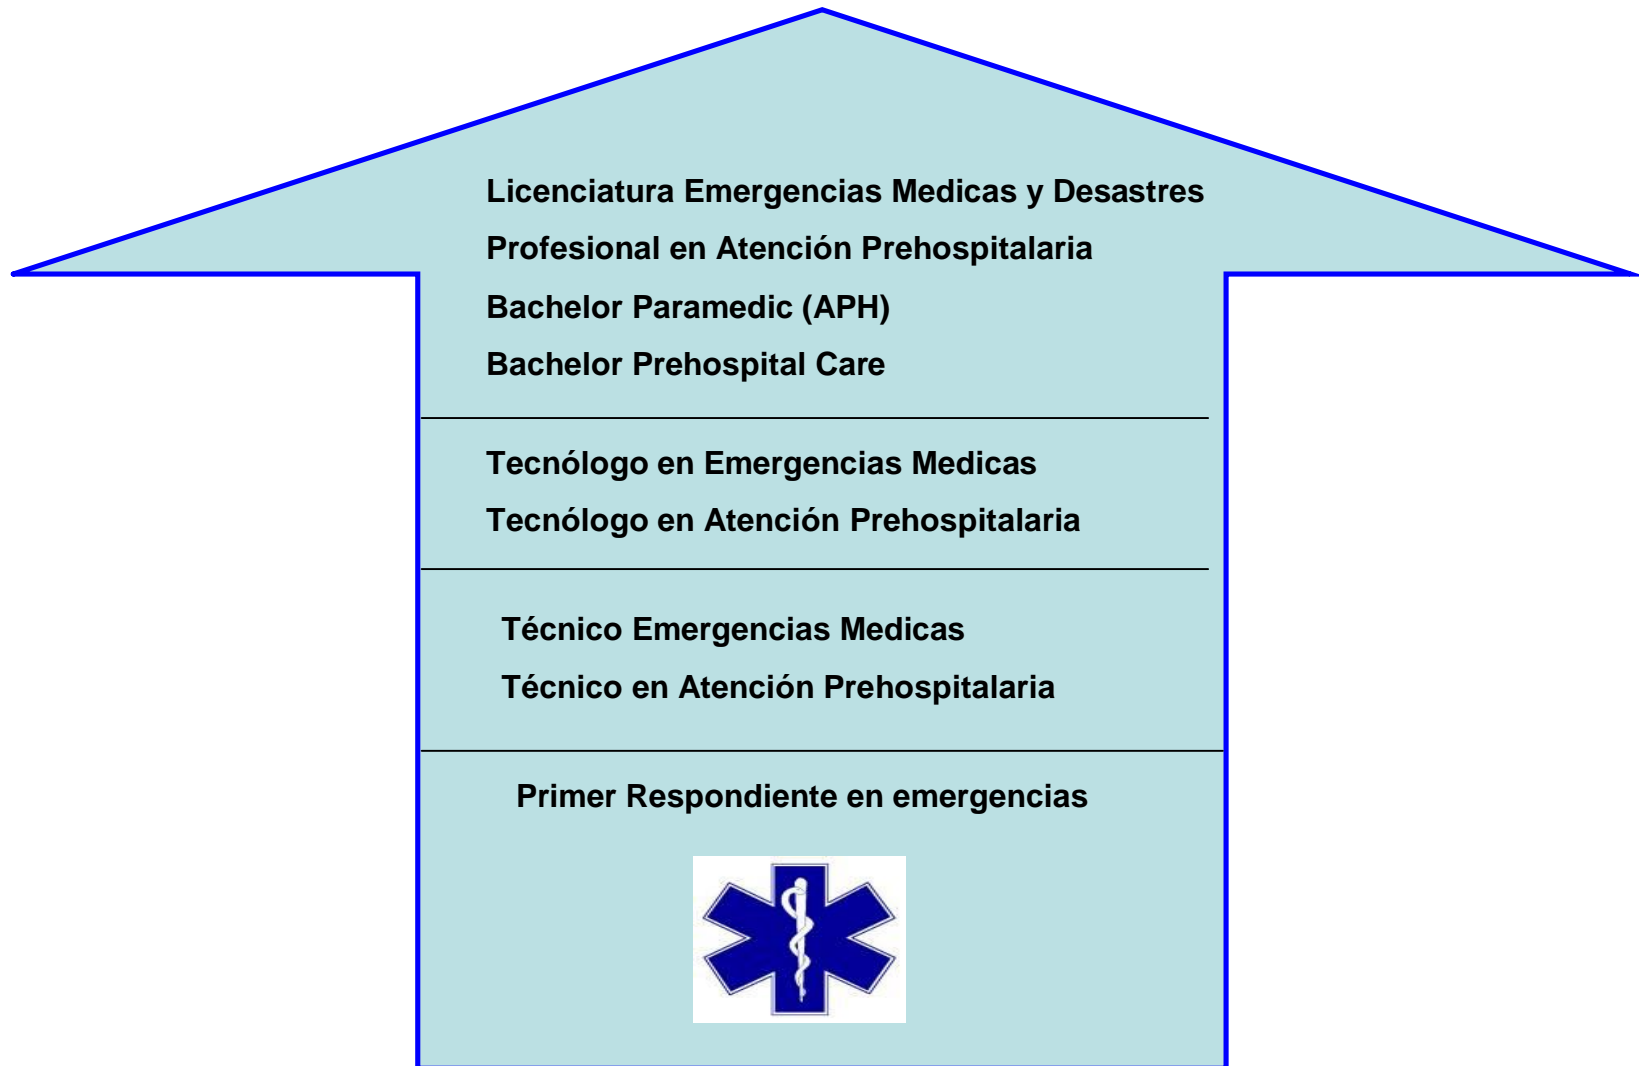 Licenciatura Emergencias Medicas y Desastres
Profesional en Atención Prehospitalaria
Bachelor Paramedic (APH)
Bachelor Prehospital Care
Tecnólogo en Emergencias Medicas
Tecnólogo en Atención Prehospitalaria
Técnico Emergencias Medicas
Técnico en Atención Prehospitalaria
Primer Respondiente en emergencias